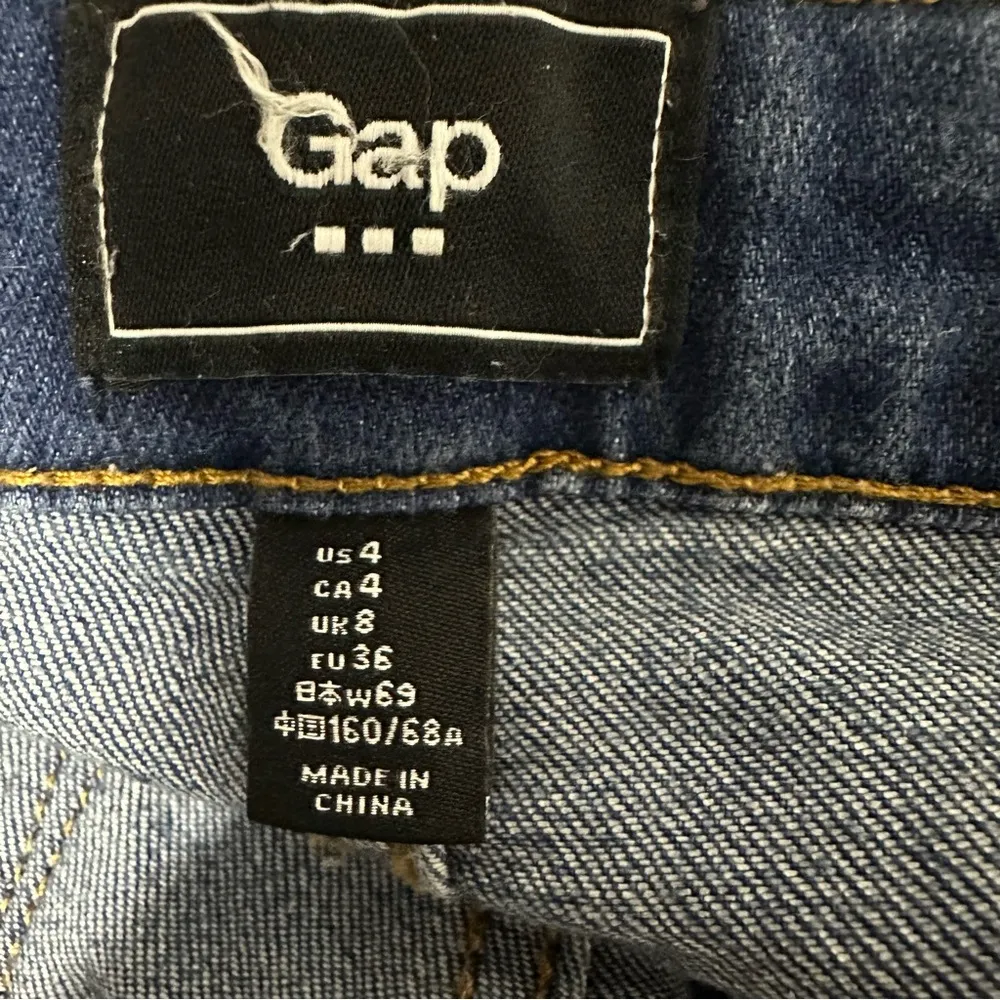 Gap
US 4
CA 4
UK 8
EU 36
日本 W69
中国 160/68A
MADE IN
CHINA